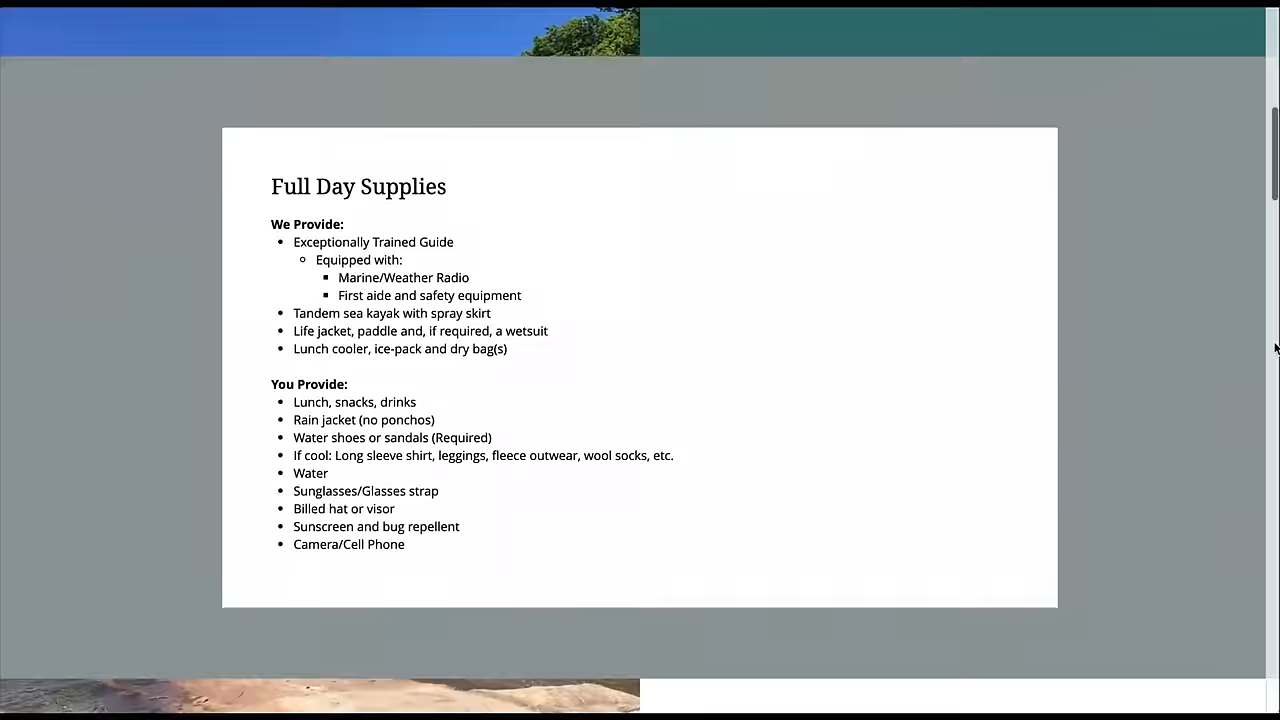 Full Day Supplies
We Provide:
Exceptionally Trained Guide
Equipped with:
Marine/Weather Radio
First aide and safety equipment
Tandem sea kayak with spray skirt
Life jacket, paddle and, if required, a wetsuit
Lunch cooler, ice-pack and dry bag(s)
You Provide:
Lunch, snacks, drinks
Rain jacket (no ponchos)
Water shoes or sandals (Required)
If cool: Long sleeve shirt, leggings, fleece outwear, wool socks, etc.
Water
Sunglasses/Glasses strap
Billed hat or visor
Sunscreen and bug repellent
Camera/Cell Phone